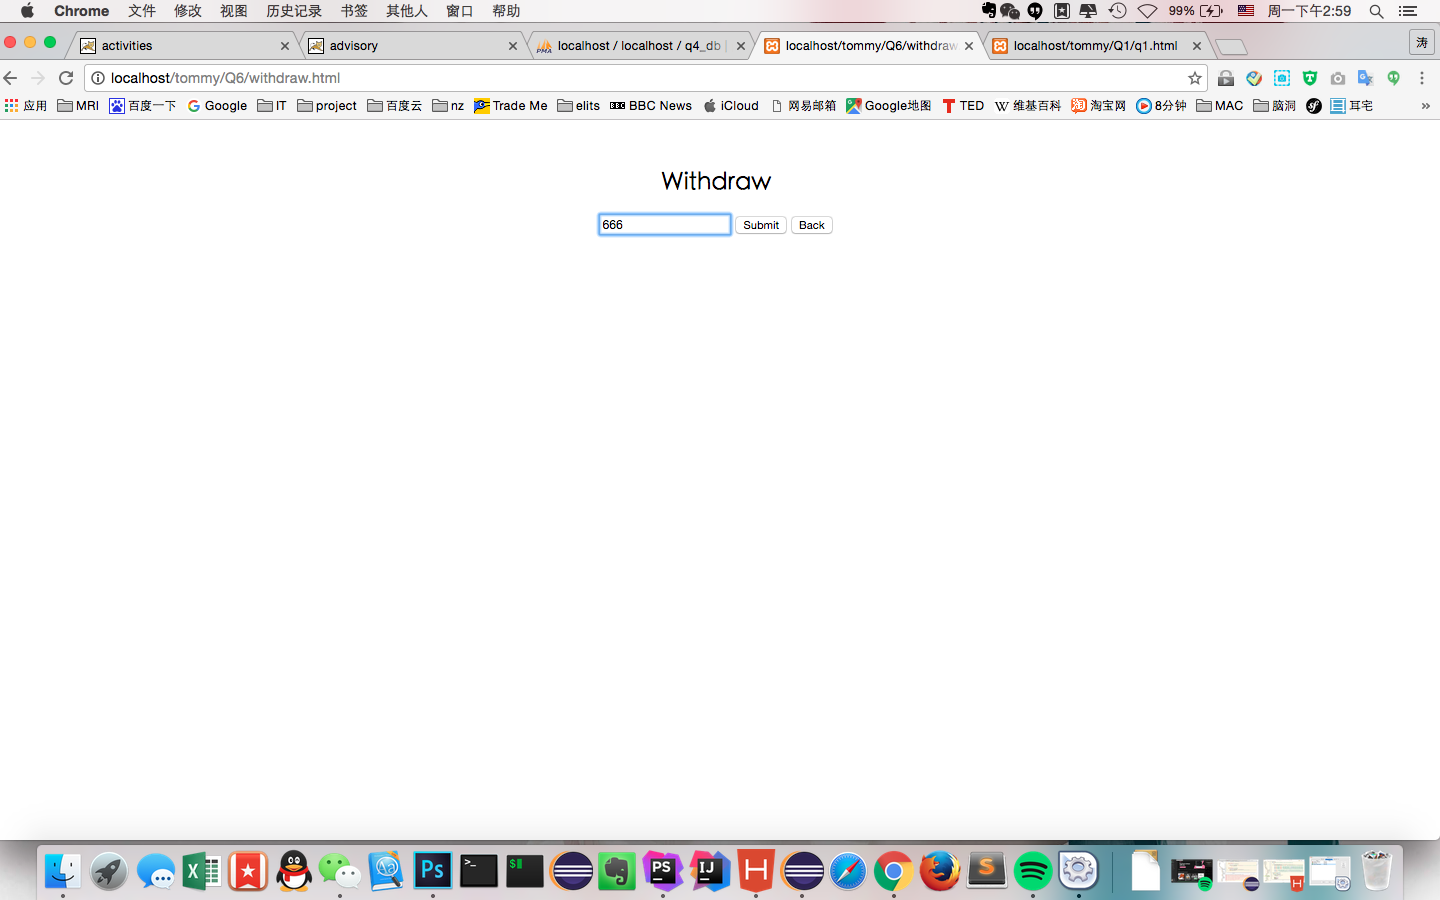 Chrome 文件 修改 视图 历史记录 书签 其他人 窗口 帮助 99% 周一下午2:59
activities advisory localhost / localhost / q4_db localhost/tommy/Q6/withdraw localhost/tommy/Q1/q1.html 涛
localhost/tommy/Q6/withdraw.html
应用 MRI 百度一下 Google IT project 百度云 nz Trade Me elits BBC News iCloud 网易邮箱 Google地图 TED 维基百科 淘宝网 8分钟 MAC 脑洞 耳宅 »
Withdraw
666 Submit Back